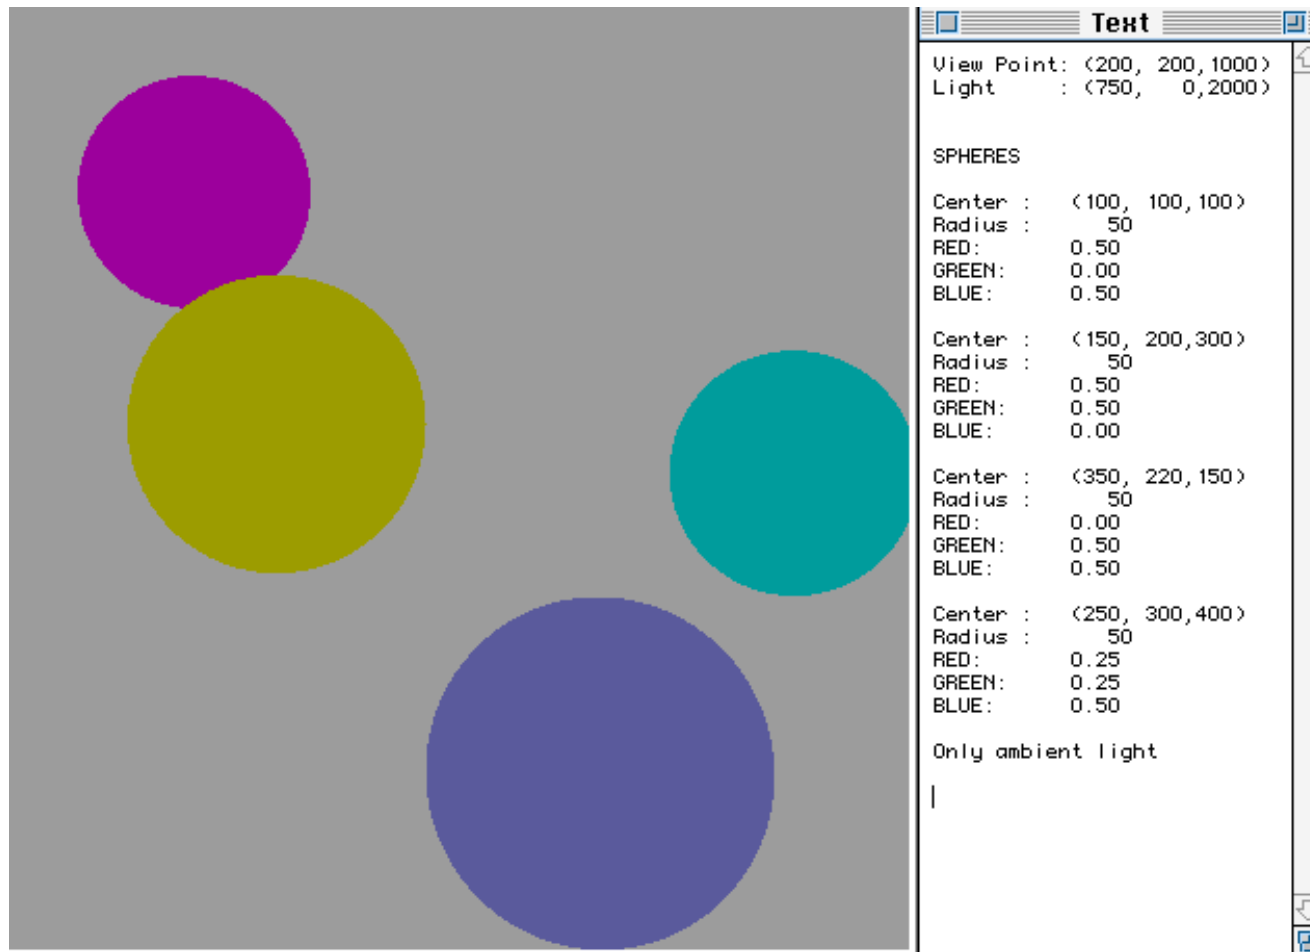 Text
View Point: (200, 200,1000)
Light : (750, 0,2000)
SPHERES
Center : (100, 100,100)
Radius : 50
RED: 0.50
GREEN: 0.00
BLUE: 0.50
Center : (150, 200,300)
Radius : 50
RED: 0.50
GREEN: 0.50
BLUE: 0.00
Center : (350, 220,150)
Radius : 50
RED: 0.00
GREEN: 0.50
BLUE: 0.50
Center : (250, 300,400)
Radius : 50
RED: 0.25
GREEN: 0.25
BLUE: 0.50
Only ambient light